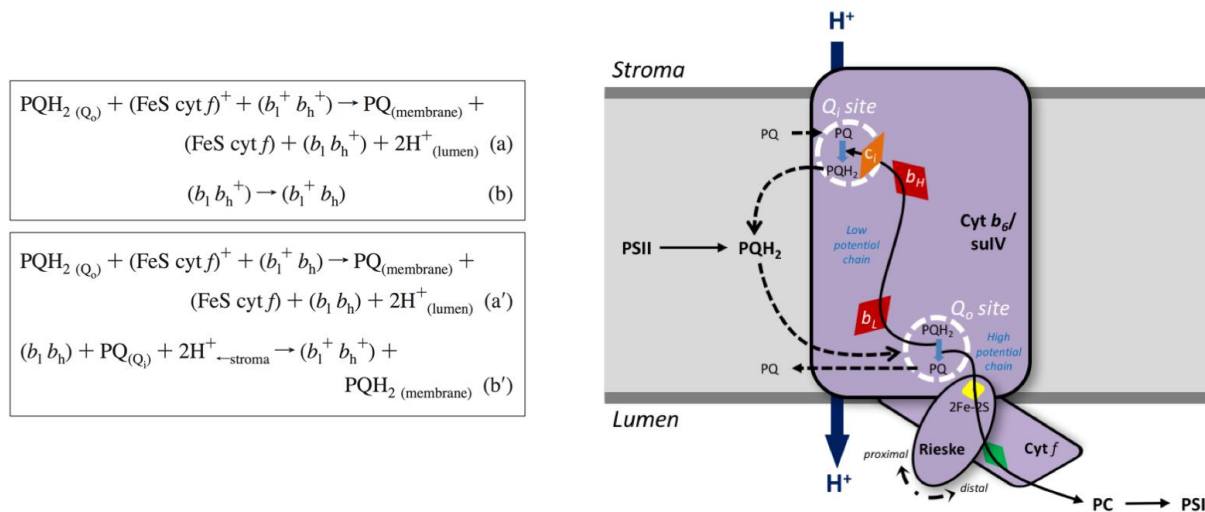 PQH₂ (Qₒ) + (FeS cyt f)⁺ + (bₗ⁺ bₕ⁺) → PQ(membrane) +
(FeS cyt f) + (bₗ bₕ⁺) + 2H⁺(lumen) (a)
(bₗ bₕ⁺) → (bₗ⁺ bₕ) (b)
PQH₂ (Qₒ) + (FeS cyt f)⁺ + (bₗ⁺ bₕ) → PQ(membrane) +
(FeS cyt f) + (bₗ bₕ) + 2H⁺(lumen) (a′)
(bₗ bₕ) + PQ(Qᵢ) + 2H⁺←stroma → (bₗ⁺ bₕ⁺) +
PQH₂ (membrane) (b′)
H⁺
Stroma
Qᵢ site
PQ
PQ
cᵢ
PQH₂
b_H
Low
potential
chain
Cyt b₆/
suIV
PSII
PQH₂
b_L
Qₒ site
PQH₂
High
potential
chain
PQ
PQ
Lumen
2Fe-2S
Rieske
Cyt f
proximal
distal
H⁺
PC
PSI